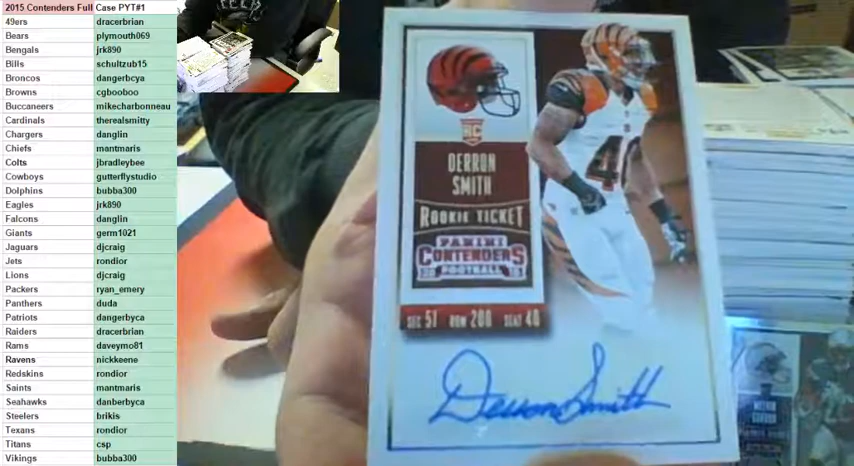 2015 Contenders Full Case PYT#1
49ers dracerbrian
Bears plymouth069
Bengals jrk890
Bills schultzub15
Broncos dangerbcya
Browns cgbooboo
Buccaneers mikecharbonneau
Cardinals therealsmitty
Chargers danglin
Chiefs mantmaris
Colts jbradleybee
Cowboys gutterflystudio
Dolphins bubba300
Eagles jrk890
Falcons danglin
Giants germ1021
Jaguars djcraig
Jets rondior
Lions djcraig
Packers ryan_emery
Panthers duda
Patriots dangerbyca
Raiders dracerbrian
Rams daveymo81
Ravens nickkeene
Redskins rondior
Saints mantmaris
Seahawks danberbyca
Steelers brikis
Texans rondior
Titans csp
Vikings bubba300
RC
DERRON
SMITH
ROOKIE TICKET
PANINI
CONTENDERS
20 FOOTBALL 15
SEC 51 ROW 200 SEAT 40
Derron Smith
MELVIN
GORDON